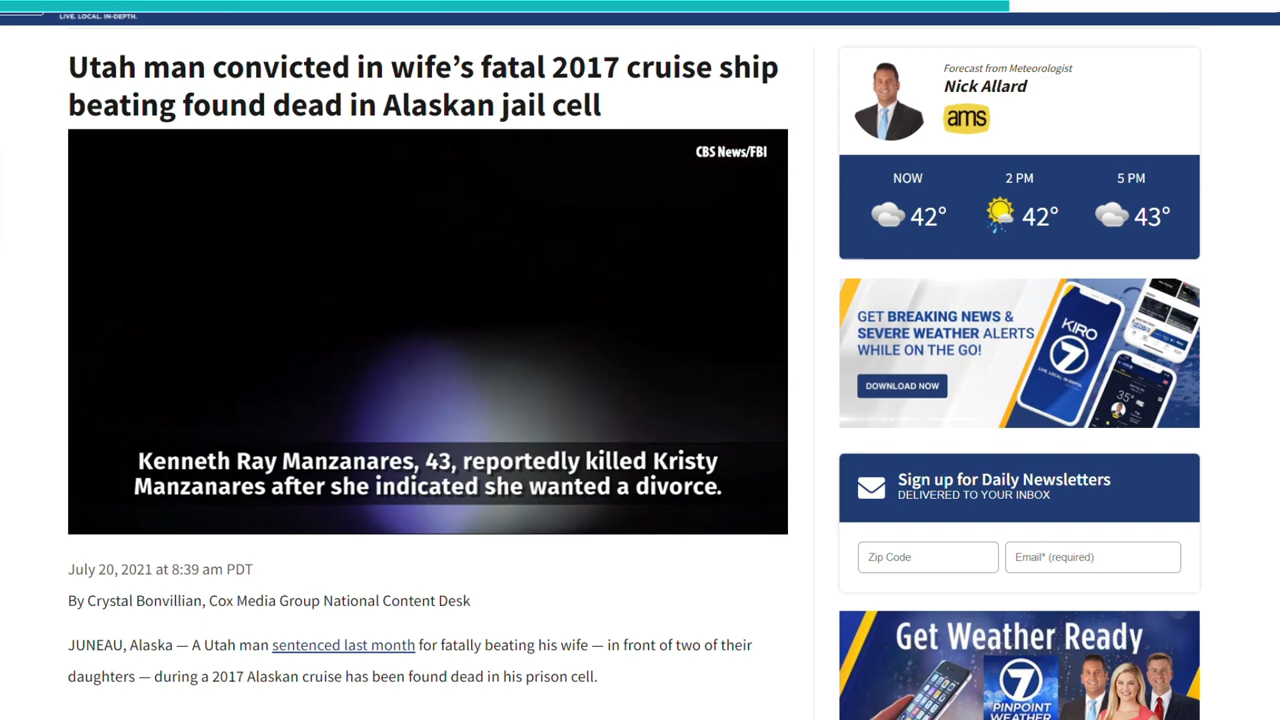 LIVE. LOCAL. IN-DEPTH.
Utah man convicted in wife’s fatal 2017 cruise ship
beating found dead in Alaskan jail cell
CBS News/FBI
Kenneth Ray Manzanares, 43, reportedly killed Kristy
Manzanares after she indicated she wanted a divorce.
July 20, 2021 at 8:39 am PDT
By Crystal Bonvillian, Cox Media Group National Content Desk
JUNEAU, Alaska — A Utah man sentenced last month for fatally beating his wife — in front of two of their
daughters — during a 2017 Alaskan cruise has been found dead in his prison cell.
Forecast from Meteorologist
Nick Allard
ams
NOW 2 PM 5 PM
42° 42° 43°
GET BREAKING NEWS &
SEVERE WEATHER ALERTS
WHILE ON THE GO!
DOWNLOAD NOW
KIRO
7
LIVE. LOCAL. IN-DEPTH.
35°
Sign up for Daily Newsletters
DELIVERED TO YOUR INBOX
Zip Code
Email* (required)
Get Weather Ready
7
PINPOINT
WEATHER